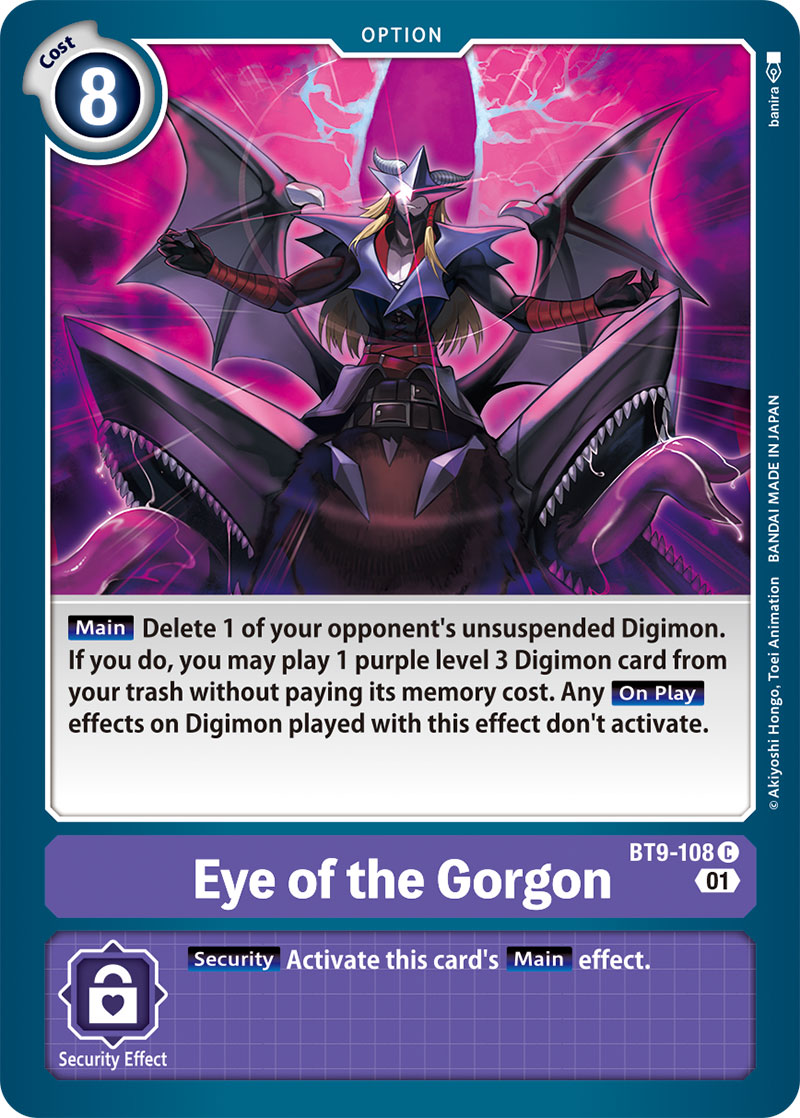 OPTION
Cost
8
banira
Main Delete 1 of your opponent's unsuspended Digimon.
If you do, you may play 1 purple level 3 Digimon card from
your trash without paying its memory cost. Any On Play
effects on Digimon played with this effect don't activate.
© Akiyoshi Hongo, Toei Animation BANDAI MADE IN JAPAN
BT9-108 C
Eye of the Gorgon
01
Security Activate this card's Main effect.
Security Effect